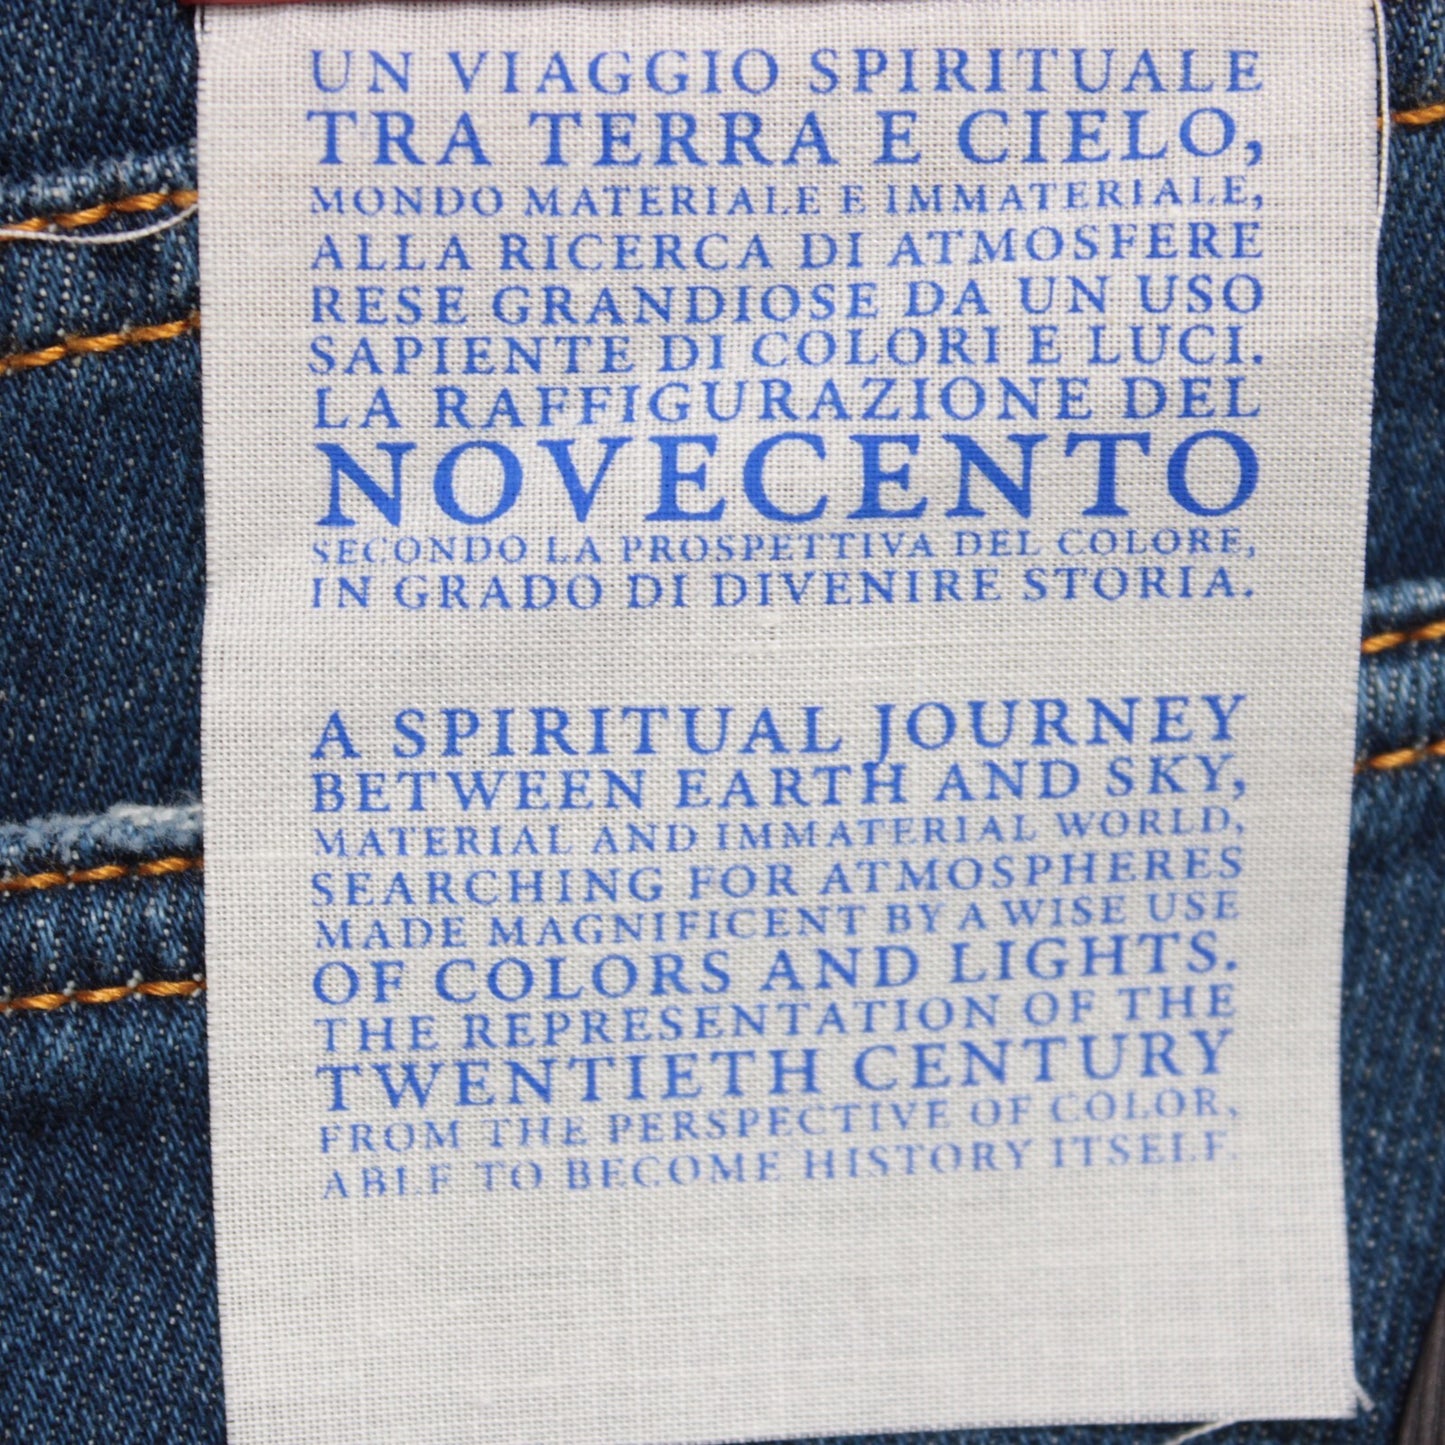 UN VIAGGIO SPIRITUALE
TRA TERRA E CIELO,
MONDO MATERIALE E IMMATERIALE,
ALLA RICERCA DI ATMOSFERE
RESE GRANDIOSE DA UN USO
SAPIENTE DI COLORI E LUCI.
LA RAFFIGURAZIONE DEL
NOVECENTO
SECONDO LA PROSPETTIVA DEL COLORE,
IN GRADO DI DIVENIRE STORIA.
A SPIRITUAL JOURNEY
BETWEEN EARTH AND SKY,
MATERIAL AND IMMATERIAL WORLD,
SEARCHING FOR ATMOSPHERES
MADE MAGNIFICENT BY A WISE USE
OF COLORS AND LIGHTS.
THE REPRESENTATION OF THE
TWENTIETH CENTURY
FROM THE PERSPECTIVE OF COLOR,
ABLE TO BECOME HISTORY ITSELF.